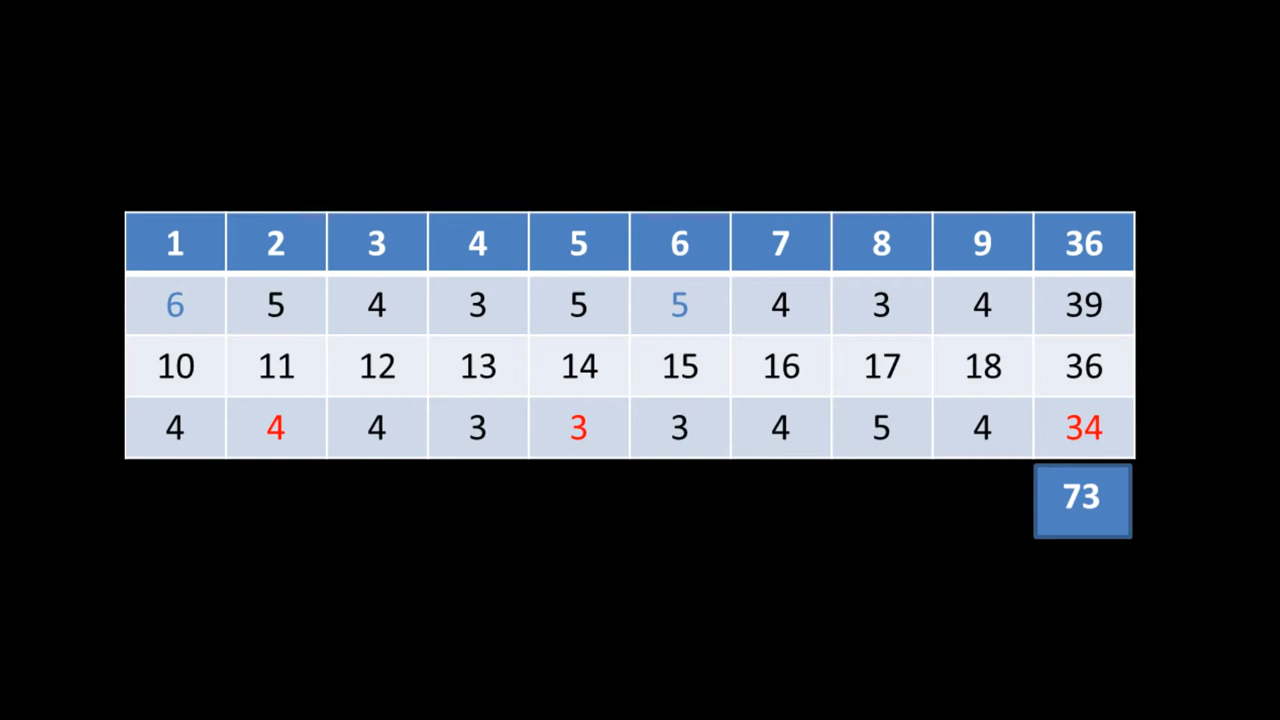 1 2 3 4 5 6 7 8 9 36
6 5 4 3 5 5 4 3 4 39
10 11 12 13 14 15 16 17 18 36
4 4 4 3 3 3 4 5 4 34
73